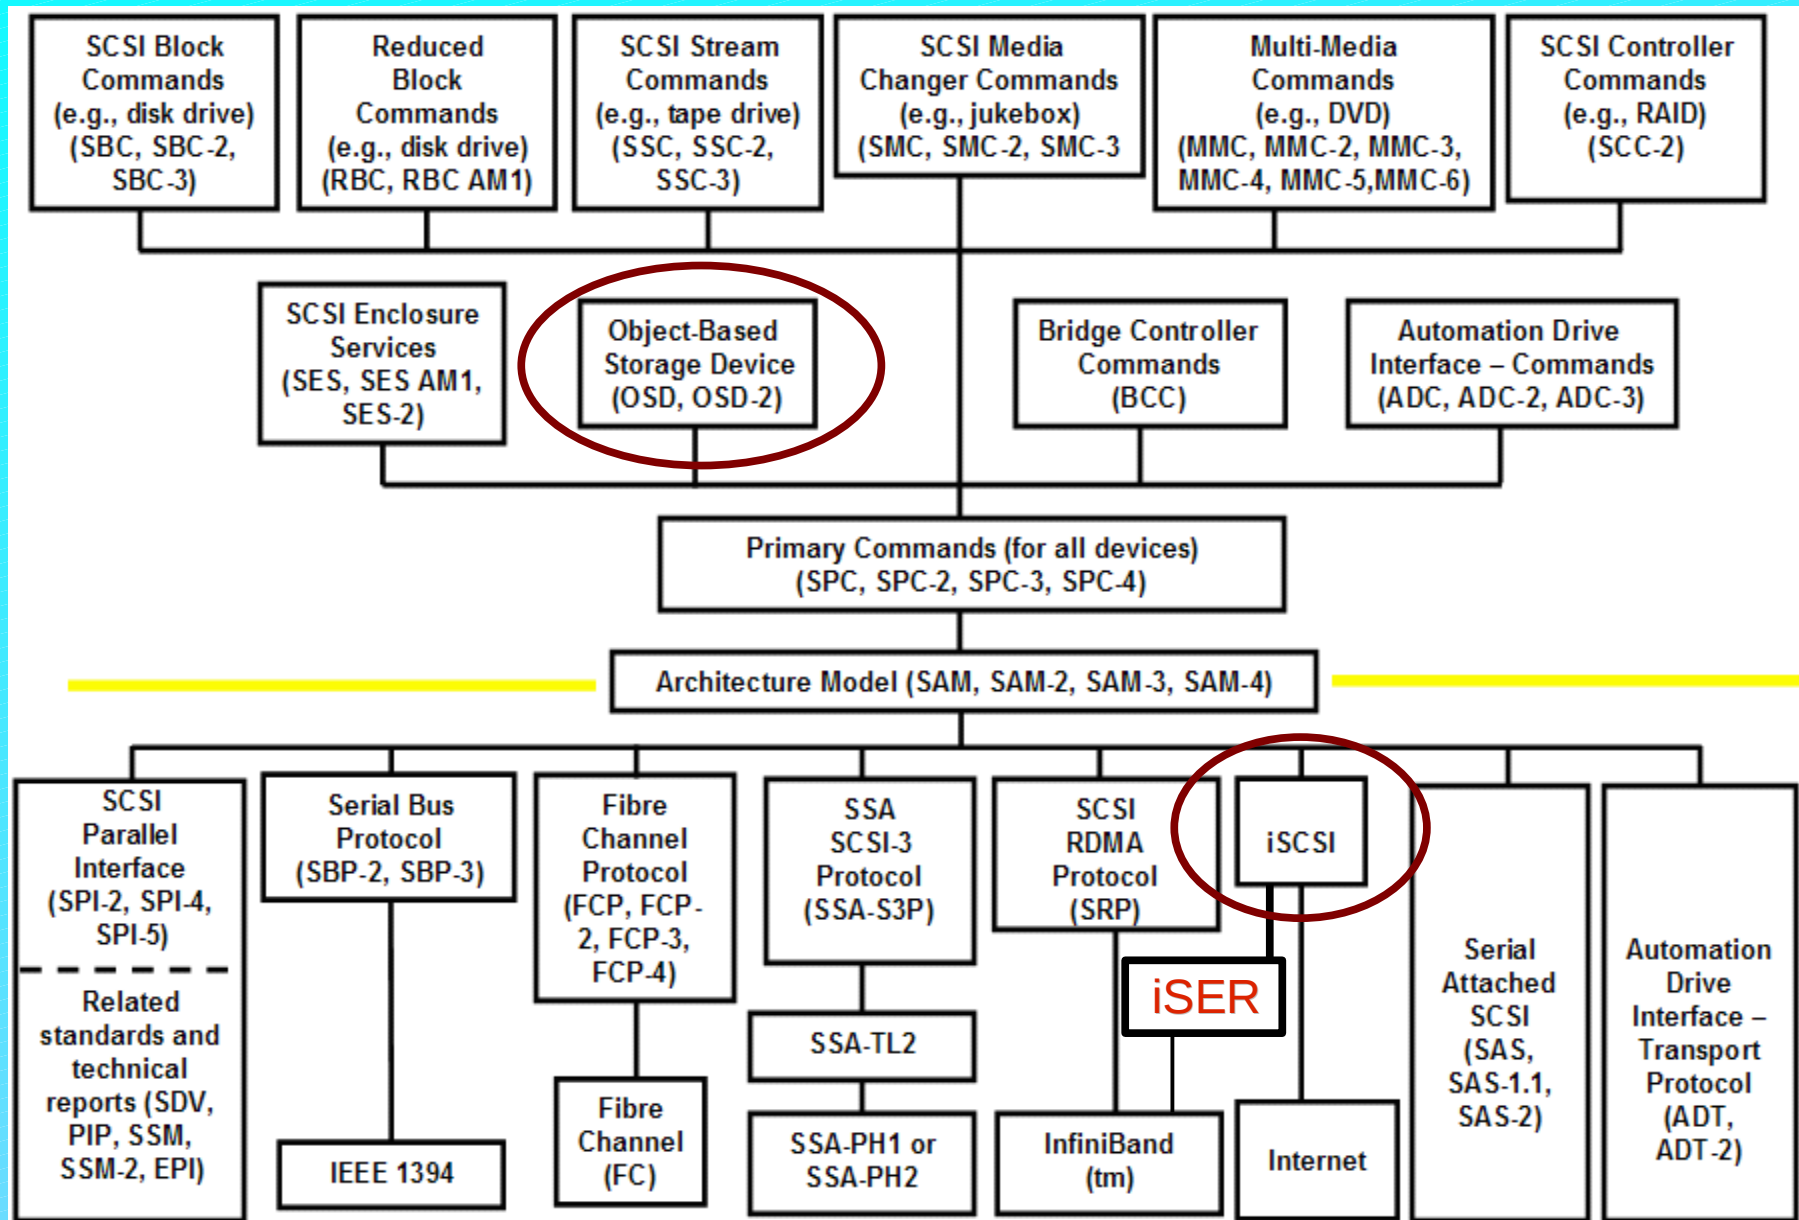 SCSI Block
Commands
(e.g., disk drive)
(SBC, SBC-2,
SBC-3)
Reduced
Block
Commands
(e.g., disk drive)
(RBC, RBC AM1)
SCSI Stream
Commands
(e.g., tape drive)
(SSC, SSC-2,
SSC-3)
SCSI Media
Changer Commands
(e.g., jukebox)
(SMC, SMC-2, SMC-3
Multi-Media
Commands
(e.g., DVD)
(MMC, MMC-2, MMC-3,
MMC-4, MMC-5,MMC-6)
SCSI Controller
Commands
(e.g., RAID)
(SCC-2)
SCSI Enclosure
Services
(SES, SES AM1,
SES-2)
Object-Based
Storage Device
(OSD, OSD-2)
Bridge Controller
Commands
(BCC)
Automation Drive
Interface – Commands
(ADC, ADC-2, ADC-3)
Primary Commands (for all devices)
(SPC, SPC-2, SPC-3, SPC-4)
Architecture Model (SAM, SAM-2, SAM-3, SAM-4)
SCSI
Parallel
Interface
(SPI-2, SPI-4,
SPI-5)
Related
standards and
technical
reports (SDV,
PIP, SSM,
SSM-2, EPI)
Serial Bus
Protocol
(SBP-2, SBP-3)
IEEE 1394
Fibre
Channel
Protocol
(FCP, FCP-
2, FCP-3,
FCP-4)
Fibre
Channel
(FC)
SSA
SCSI-3
Protocol
(SSA-S3P)
SSA-TL2
SSA-PH1 or
SSA-PH2
SCSI
RDMA
Protocol
(SRP)
iSER
InfiniBand
(tm)
iSCSI
Internet
Serial
Attached
SCSI
(SAS,
SAS-1.1,
SAS-2)
Automation
Drive
Interface –
Transport
Protocol
(ADT,
ADT-2)